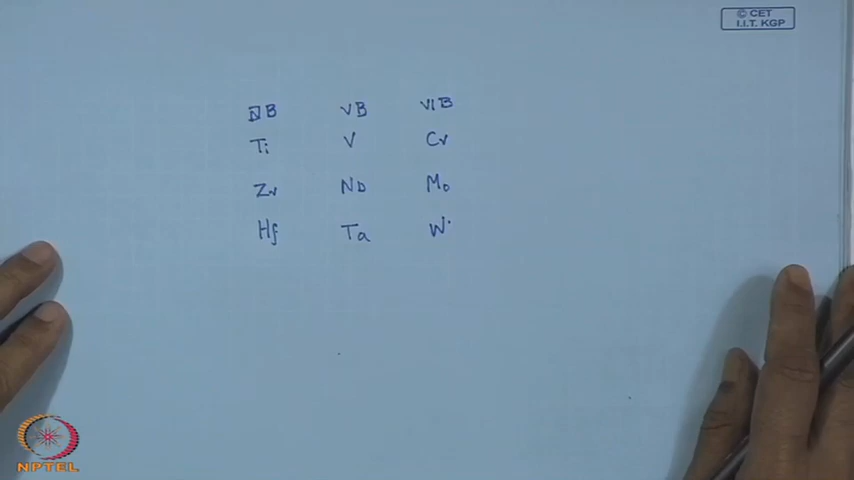 © CET
I.I.T. KGP
IVB VB VIB
Ti V Cr
Zr Nb Mo
Hf Ta W
NPTEL